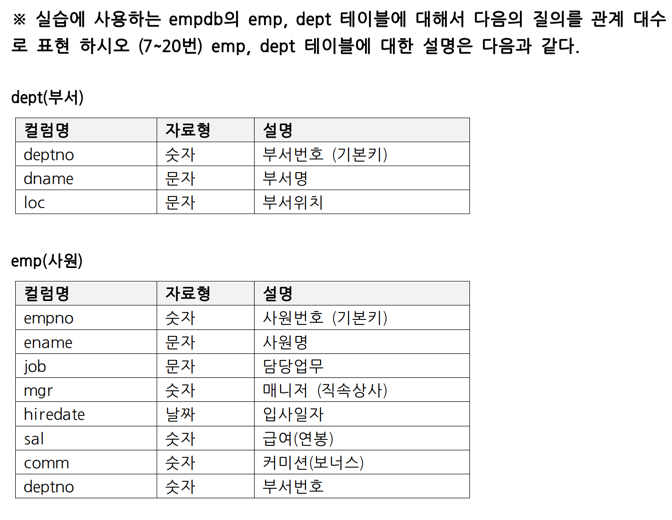 ※ 실습에 사용하는 empdb의 emp, dept 테이블에 대해서 다음의 질의를 관계 대수
로 표현 하시오 (7~20번) emp, dept 테이블에 대한 설명은 다음과 같다.
dept(부서)
컬럼명 자료형 설명
deptno 숫자 부서번호 (기본키)
dname 문자 부서명
loc 문자 부서위치
emp(사원)
컬럼명 자료형 설명
empno 숫자 사원번호 (기본키)
ename 문자 사원명
job 문자 담당업무
mgr 숫자 매니저 (직속상사)
hiredate 날짜 입사일자
sal 숫자 급여(연봉)
comm 숫자 커미션(보너스)
deptno 숫자 부서번호